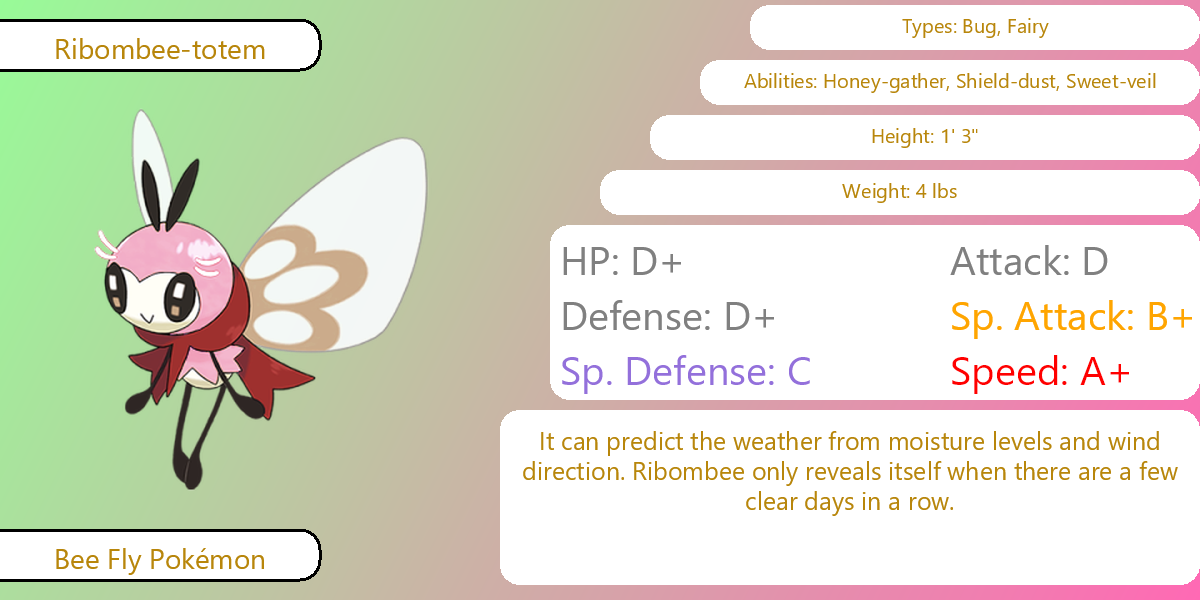 Ribombee-totem
Types: Bug, Fairy
Abilities: Honey-gather, Shield-dust, Sweet-veil
Height: 1' 3"
Weight: 4 lbs
HP: D+
Attack: D
Defense: D+
Sp. Attack: B+
Sp. Defense: C
Speed: A+
It can predict the weather from moisture levels and wind
direction. Ribombee only reveals itself when there are a few
clear days in a row.
Bee Fly Pokémon